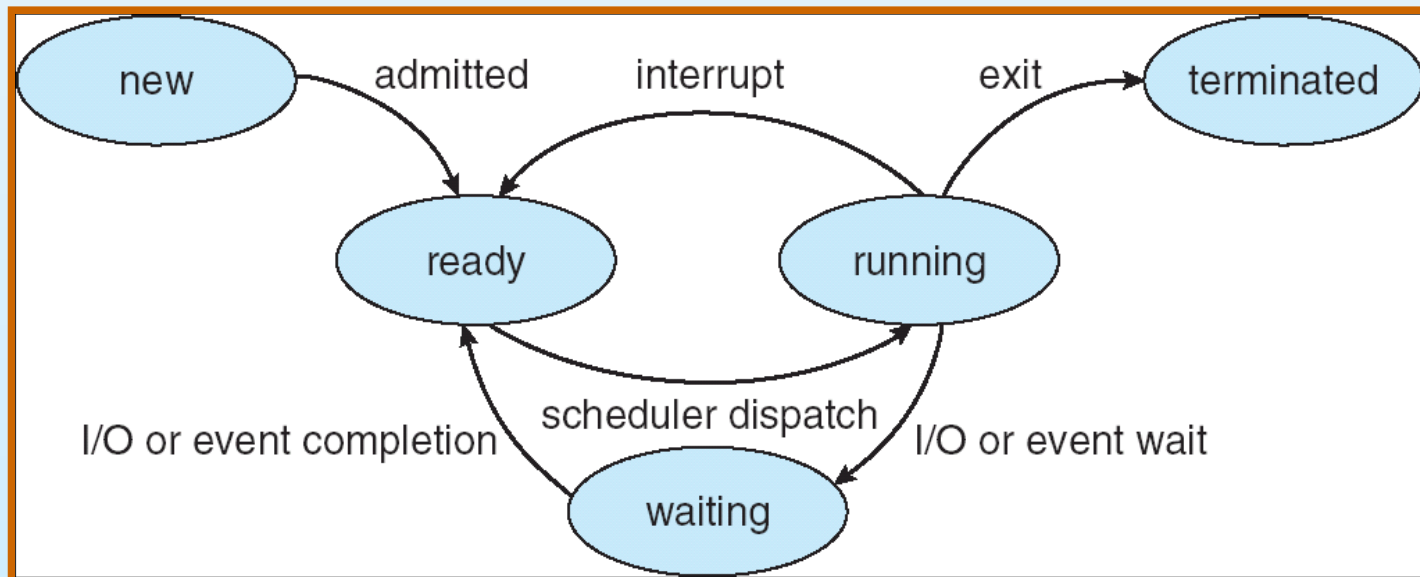 new
admitted
interrupt
exit
terminated
ready
running
scheduler dispatch
I/O or event completion
I/O or event wait
waiting